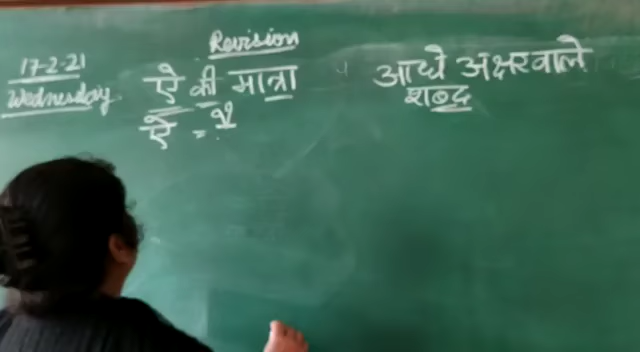 Revision
17-2-21
Wednesday
ऐ की मात्रा
ऐ = ै
आधे अक्षरवाले
शब्द